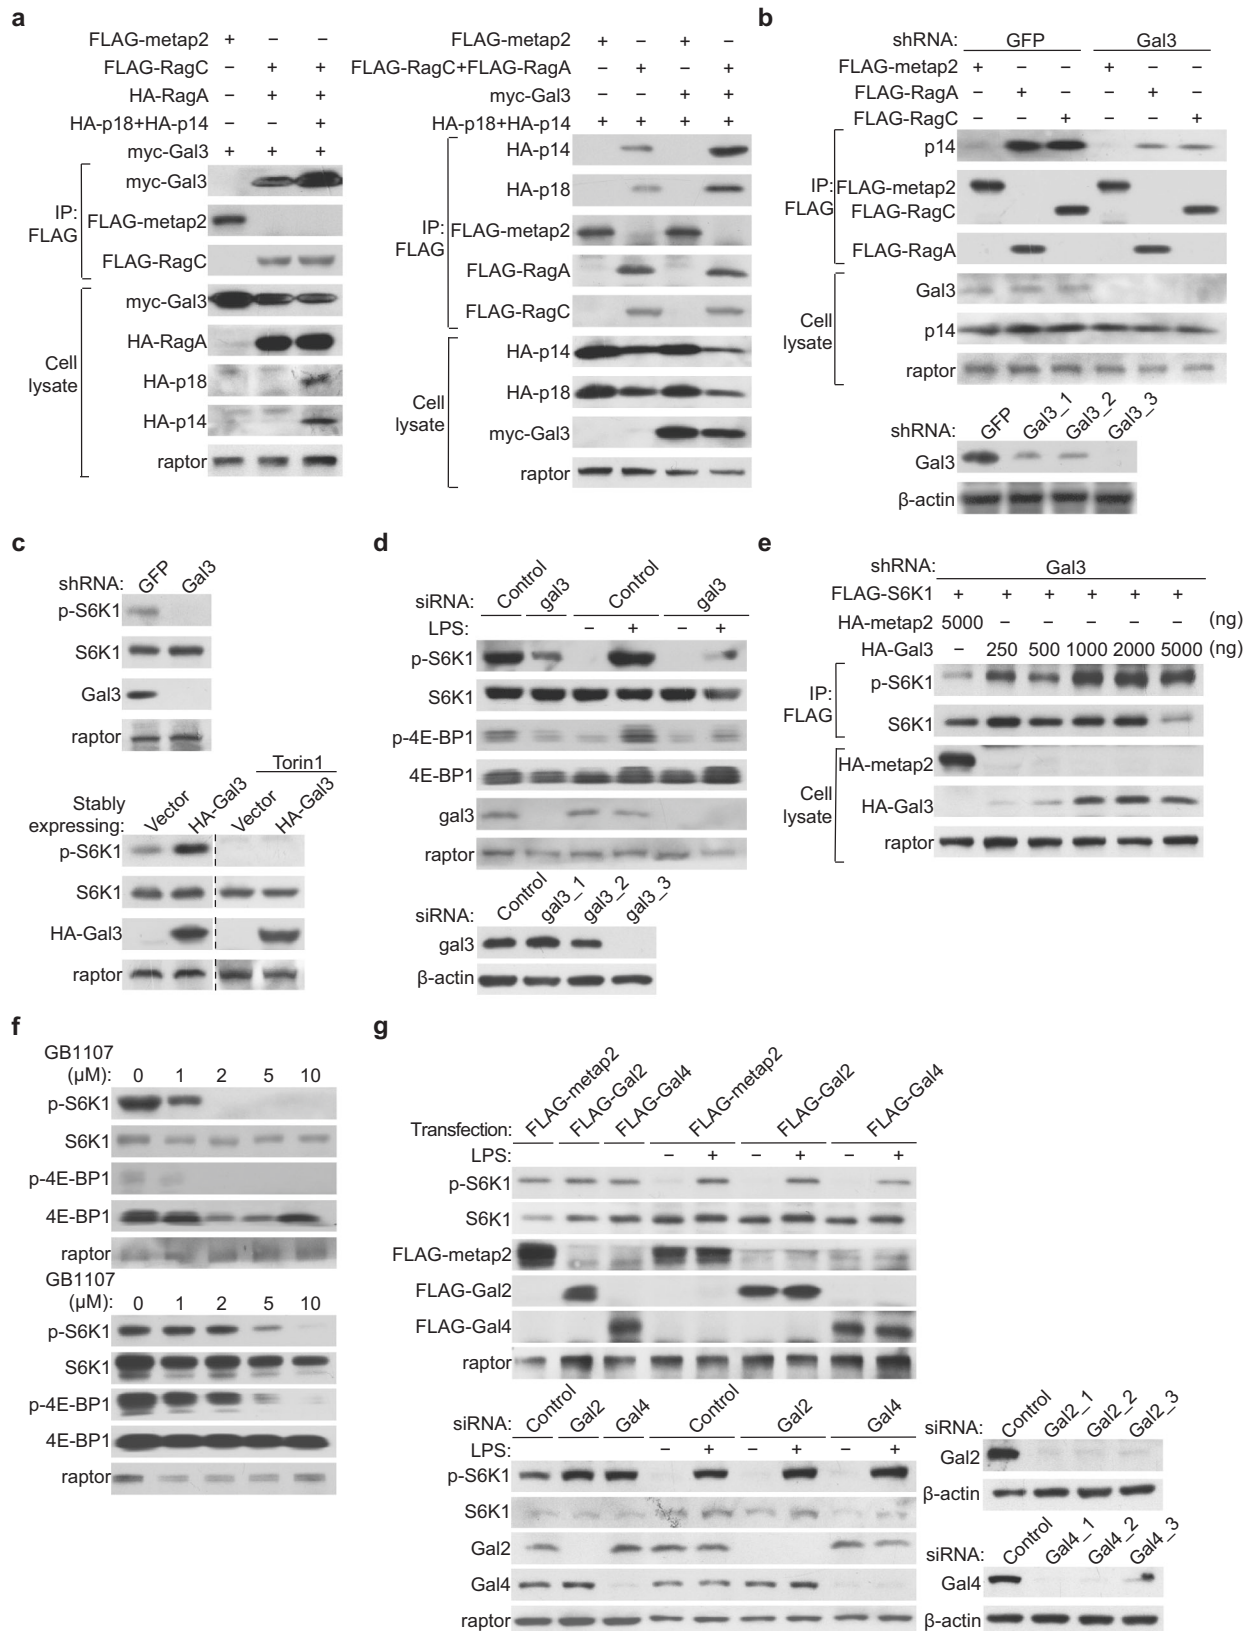 a
FLAG-metap2 + – –
FLAG-RagC – + +
HA-RagA – + +
HA-p18+HA-p14 – – +
myc-Gal3 + + +
IP: FLAG
myc-Gal3
FLAG-metap2
FLAG-RagC
Cell lysate
myc-Gal3
HA-RagA
HA-p18
HA-p14
raptor
FLAG-metap2 + – + –
FLAG-RagC+FLAG-RagA – + – +
myc-Gal3 – – + +
HA-p18+HA-p14 + + + +
IP: FLAG
HA-p14
HA-p18
FLAG-metap2
FLAG-RagA
FLAG-RagC
Cell lysate
HA-p14
HA-p18
myc-Gal3
raptor
b
shRNA: GFP Gal3
FLAG-metap2 + – – + – –
FLAG-RagA – + – – + –
FLAG-RagC – – + – – +
IP: FLAG
p14
FLAG-metap2
FLAG-RagC
FLAG-RagA
Cell lysate
Gal3
p14
raptor
shRNA: GFP Gal3_1 Gal3_2 Gal3_3
Gal3
β-actin
c
shRNA: GFP Gal3
p-S6K1
S6K1
Gal3
raptor
Torin1
Stably expressing: Vector HA-Gal3 Vector HA-Gal3
p-S6K1
S6K1
HA-Gal3
raptor
d
siRNA: Control gal3 Control gal3
LPS: – + – +
p-S6K1
S6K1
p-4E-BP1
4E-BP1
gal3
raptor
siRNA: Control gal3_1 gal3_2 gal3_3
gal3
β-actin
e
shRNA: Gal3
FLAG-S6K1 + + + + + +
HA-metap2 5000 – – – – – (ng)
HA-Gal3 – 250 500 1000 2000 5000 (ng)
IP: FLAG
p-S6K1
S6K1
Cell lysate
HA-metap2
HA-Gal3
raptor
f
GB1107 (μM): 0 1 2 5 10
p-S6K1
S6K1
p-4E-BP1
4E-BP1
raptor
GB1107 (μM): 0 1 2 5 10
p-S6K1
S6K1
p-4E-BP1
4E-BP1
raptor
g
Transfection: FLAG-metap2 FLAG-Gal2 FLAG-Gal4 FLAG-metap2 FLAG-Gal2 FLAG-Gal4
LPS: – + – + – +
p-S6K1
S6K1
FLAG-metap2
FLAG-Gal2
FLAG-Gal4
raptor
siRNA: Control Gal2 Gal4 Control Gal2 Gal4
LPS: – + – + – +
p-S6K1
S6K1
Gal2
Gal4
raptor
siRNA: Control Gal2_1 Gal2_2 Gal2_3
Gal2
β-actin
siRNA: Control Gal4_1 Gal4_2 Gal4_3
Gal4
β-actin